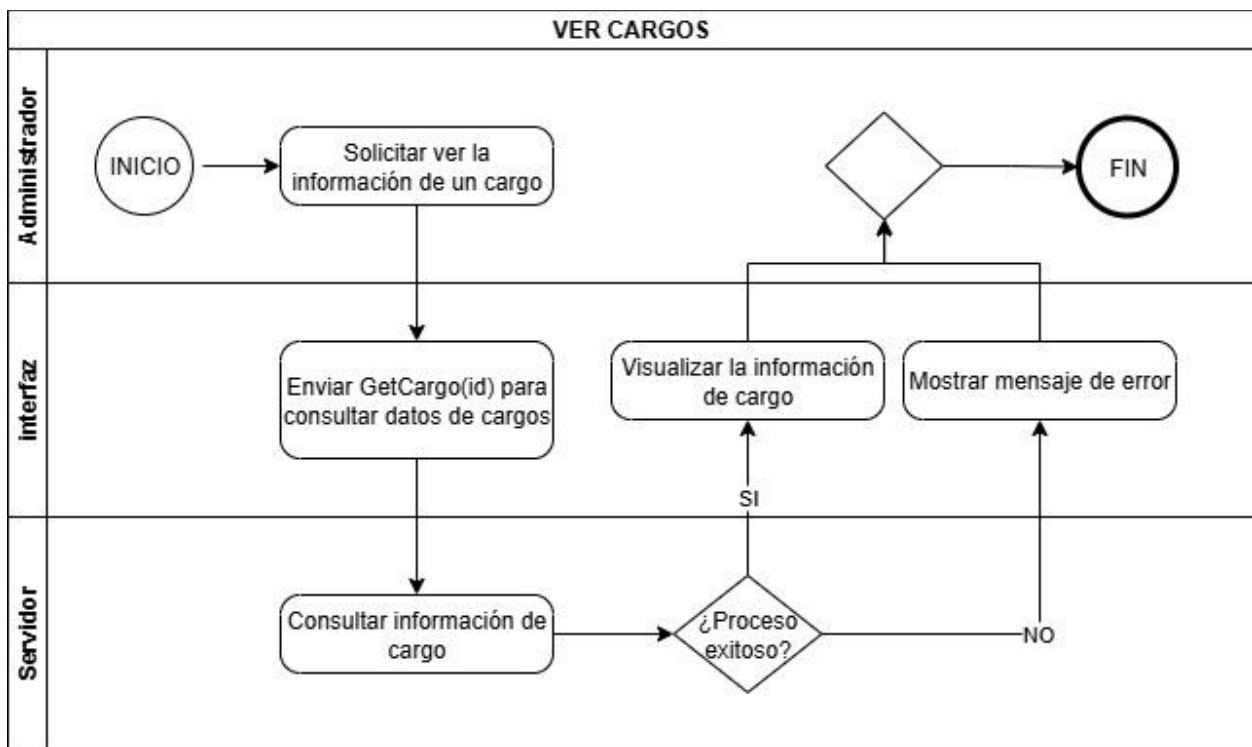 VER CARGOS
Administrador
INICIO
Solicitar ver la
información de un cargo
FIN
interfaz
Enviar GetCargo(id) para
consultar datos de cargos
Visualizar la información
de cargo
Mostrar mensaje de error
SI
Servidor
Consultar información de
cargo
¿Proceso
exitoso?
NO